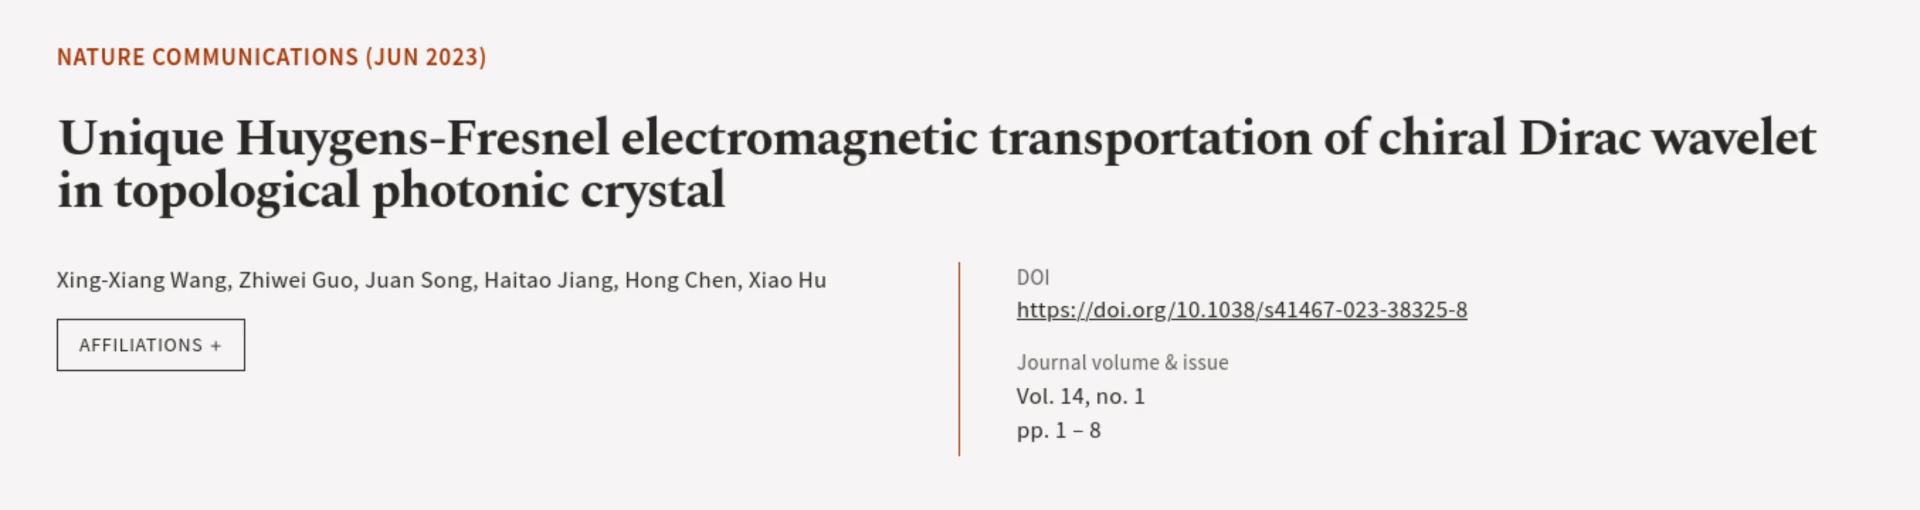 NATURE COMMUNICATIONS (JUN 2023)
Unique Huygens-Fresnel electromagnetic transportation of chiral Dirac wavelet
in topological photonic crystal
Xing-Xiang Wang, Zhiwei Guo, Juan Song, Haitao Jiang, Hong Chen, Xiao Hu
AFFILIATIONS +
DOI
https://doi.org/10.1038/s41467-023-38325-8
Journal volume & issue
Vol. 14, no. 1
pp. 1 – 8